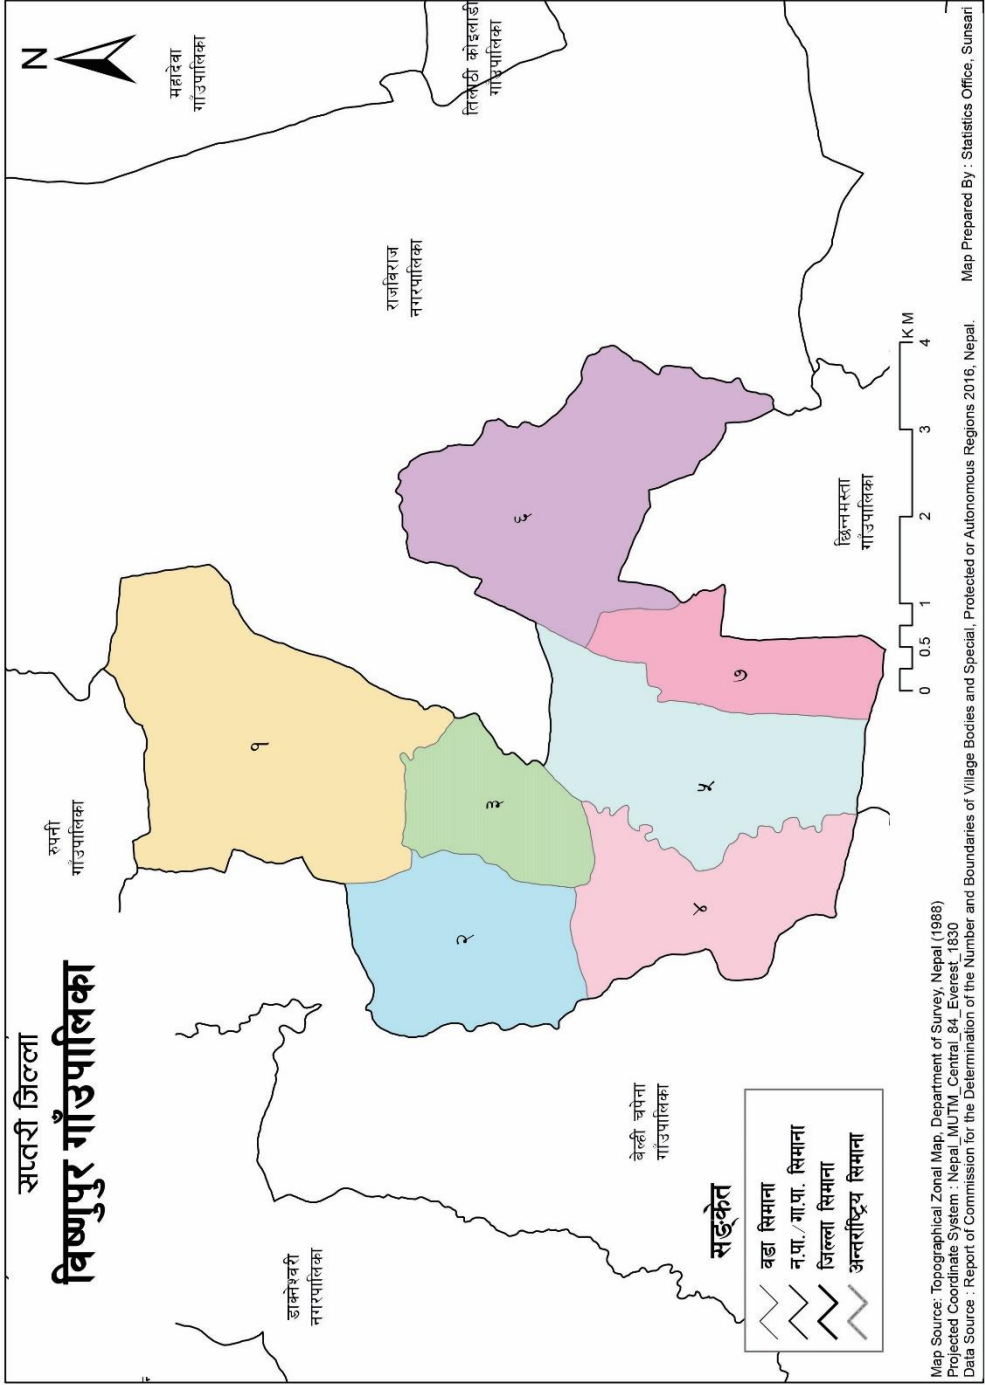 सप्तरी जिल्ला
विष्णुपुर गाँउपालिका
N
महादेवा
गाँउपालिका
तिलाठी कोइलाडी
गाँउपालिका
रुपनी
गाँउपालिका
राजबिराज
नगरपालिका
डाक्नेश्वरी
नगरपालिका
बेल्ही चपेना
गाँउपालिका
छिन्नमस्ता
गाँउपालिका
१
२
३
४
५
६
७
सङ्केत
वडा सिमाना
न.पा./गा.पा. सिमाना
जिल्ला सिमाना
अन्तर्राष्ट्रिय सिमाना
0 0.5 1 2 3 4
KM
Map Source: Topographical Zonal Map, Department of Survey, Nepal (1988)
Projected Coordinate System : Nepal_MUTM_Central_84_Everest_1830
Data Source : Report of Commission for the Determination of the Number and Boundaries of Village Bodies and Special, Protected or Autonomous Regions 2016, Nepal.
Map Prepared By : Statistics Office, Sunsari